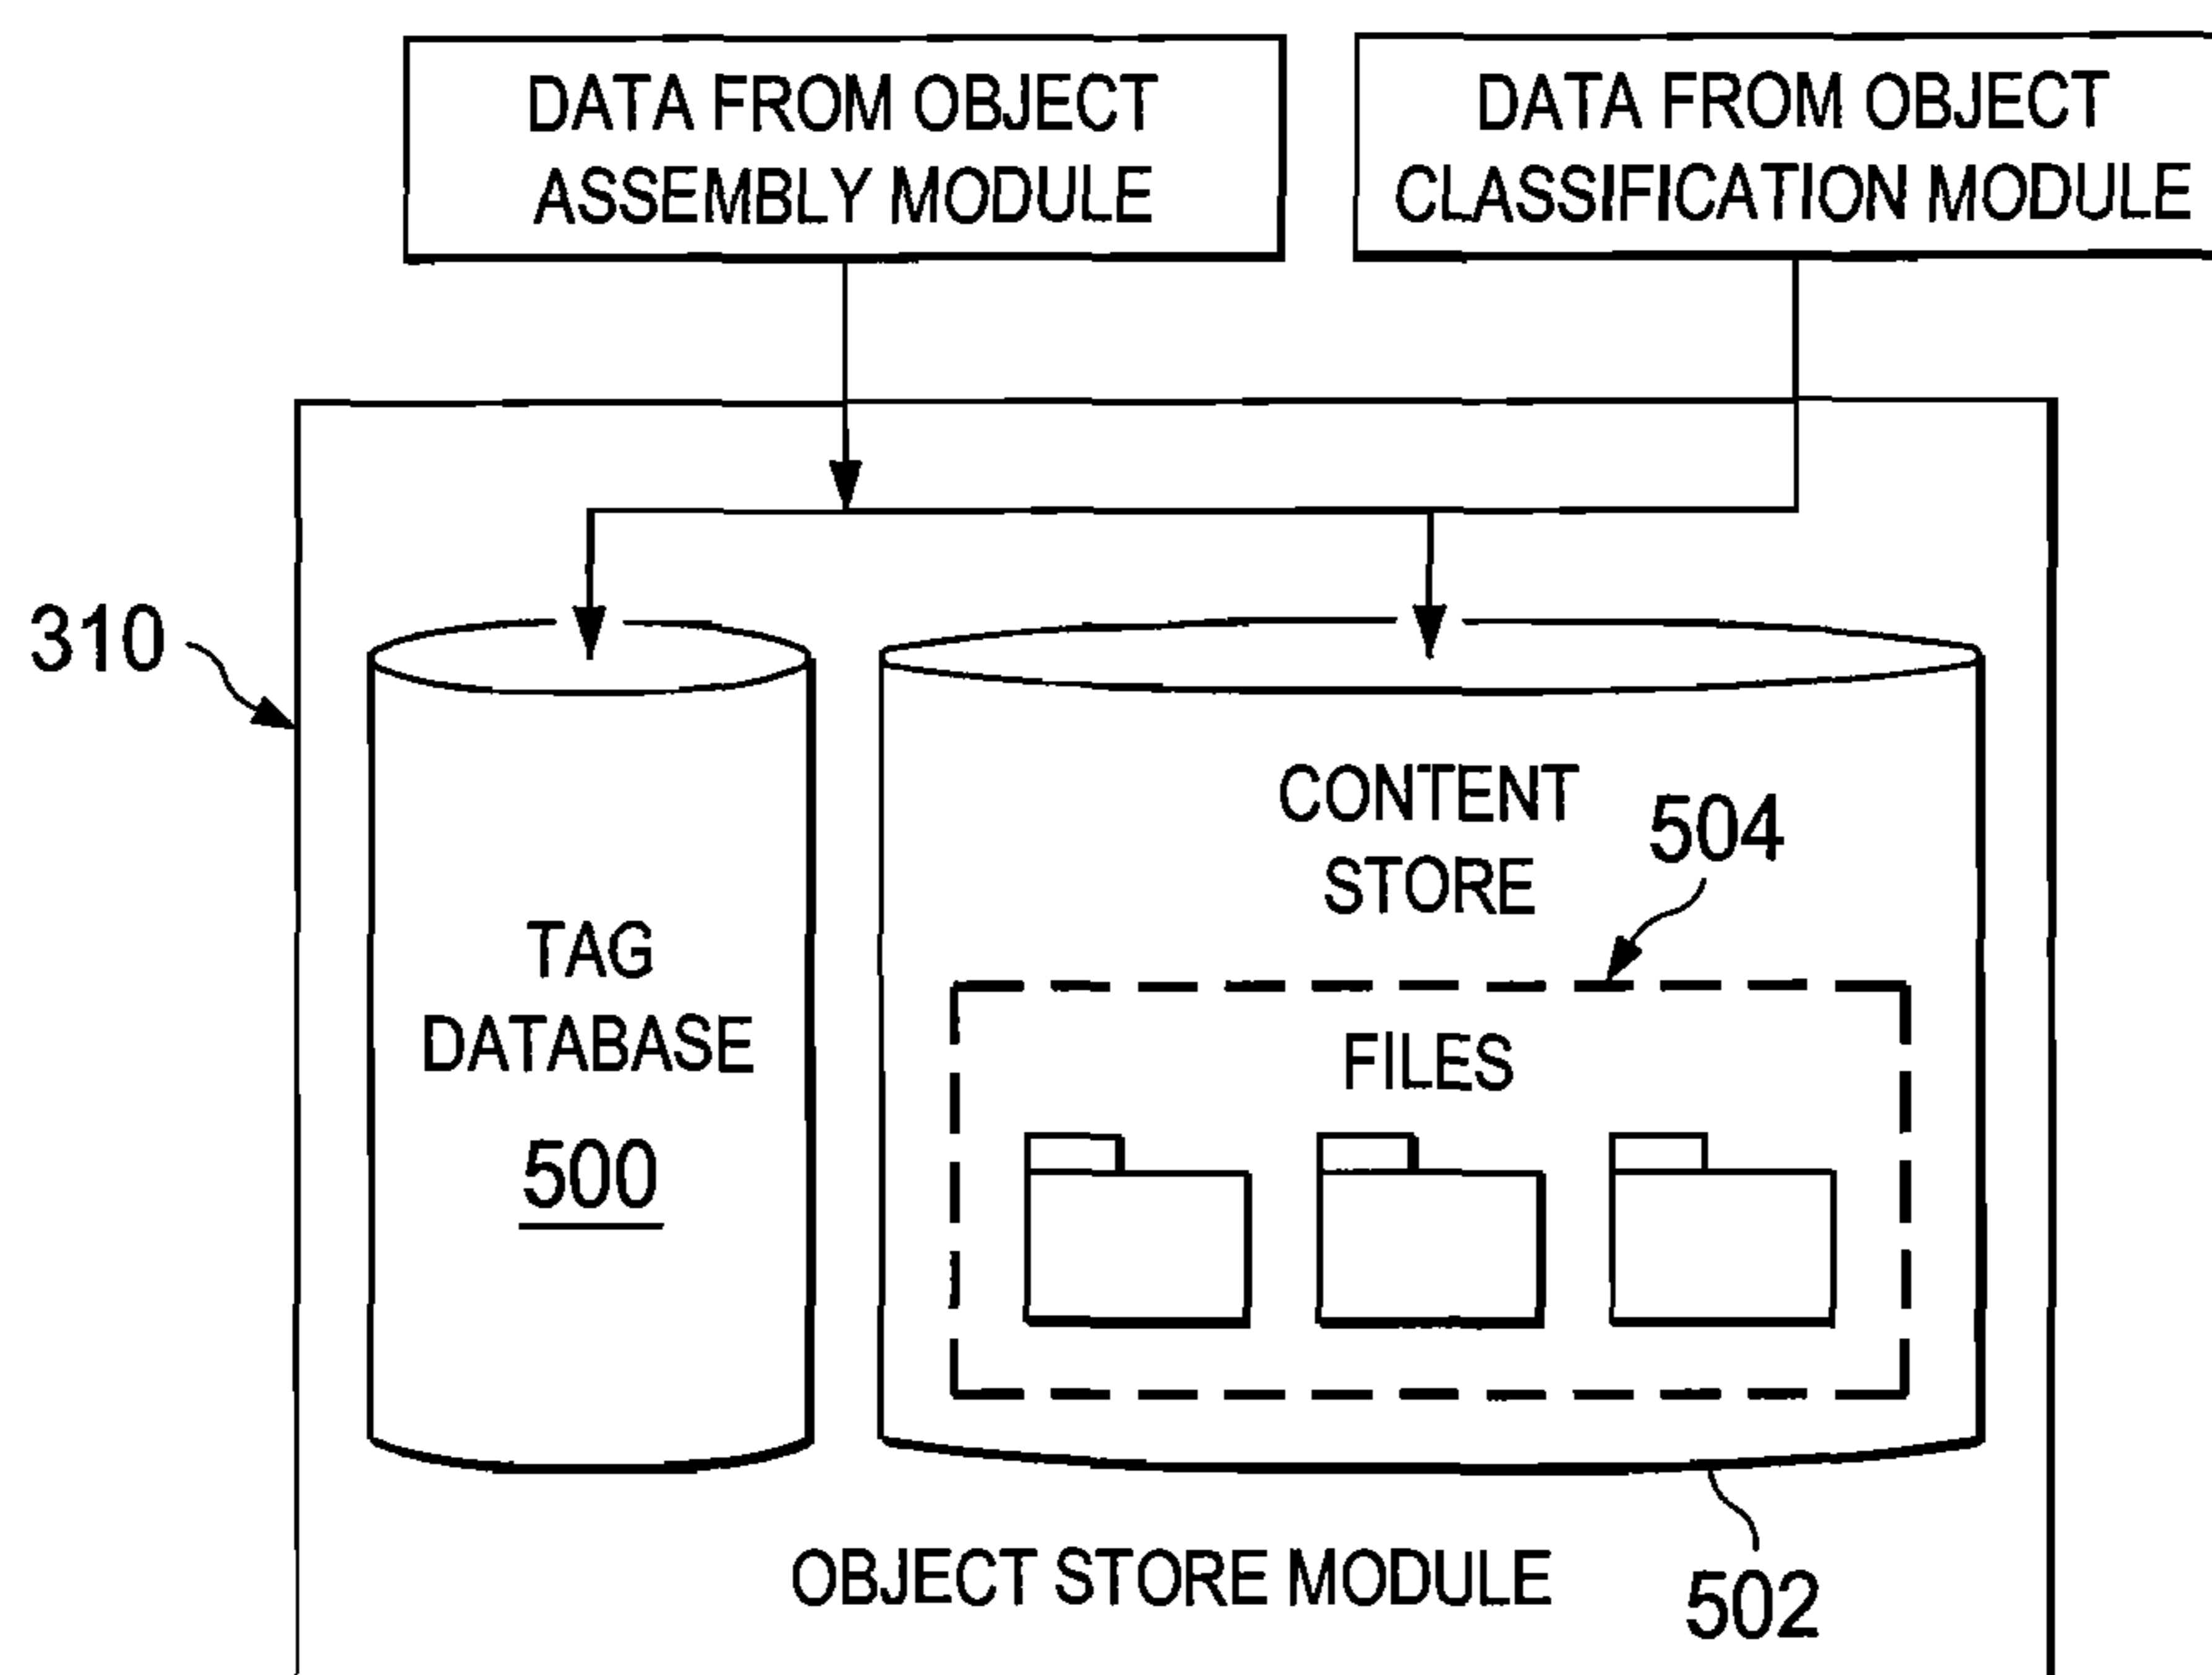 DATA FROM OBJECT
ASSEMBLY MODULE
DATA FROM OBJECT
CLASSIFICATION MODULE
310
CONTENT
STORE
504
TAG
DATABASE
500
FILES
OBJECT STORE MODULE
502